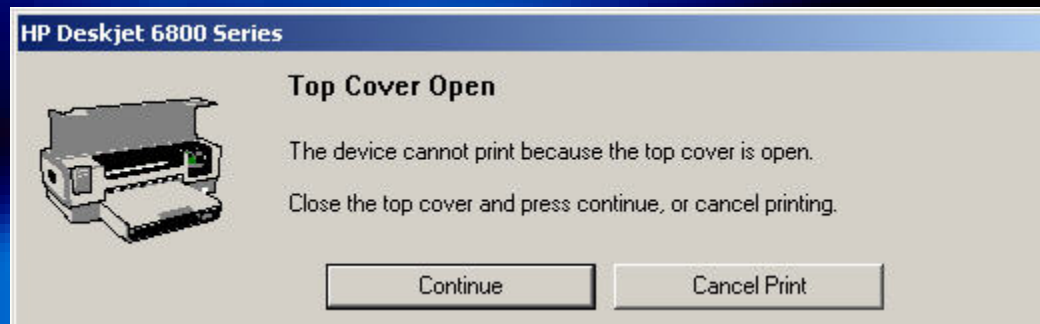 HP Deskjet 6800 Series
Top Cover Open
The device cannot print because the top cover is open.
Close the top cover and press continue, or cancel printing.
Continue
Cancel Print